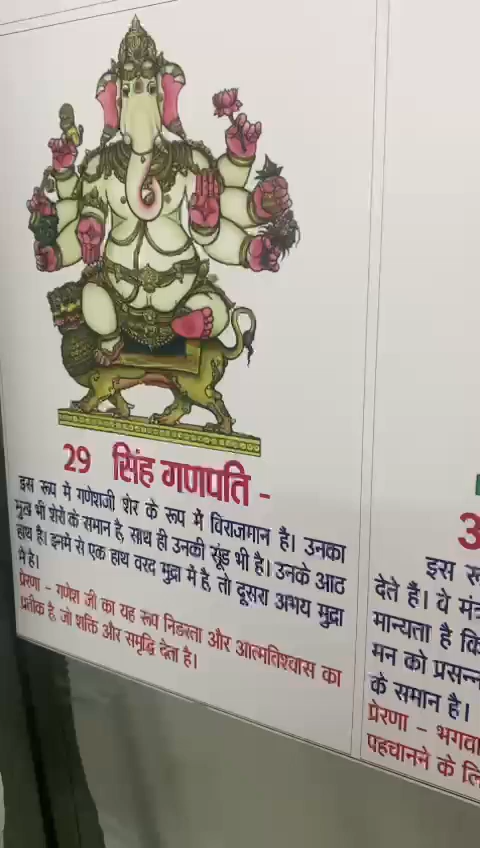 29 सिंह गणपति -
इस रूप में गणेशजी शेर के रूप में विराजमान है। उनका
मुख भी शेरों के समान है, साथ ही उनकी सूंड भी है। उनके आठ
हाथ है। इनमें से एक हाथ वरद मुद्रा में है, तो दूसरा अभय मुद्रा
में है।
प्रेरणा - गणेश जी का यह रूप निडरता और आत्मविश्वास का
प्रतीक है, जो शक्ति और समृद्धि देता है।
3
इस
देते हैं। वे
मान्यता है कि
मन को प्रसन्न
के समान है।
प्रेरणा -
पहचानने के